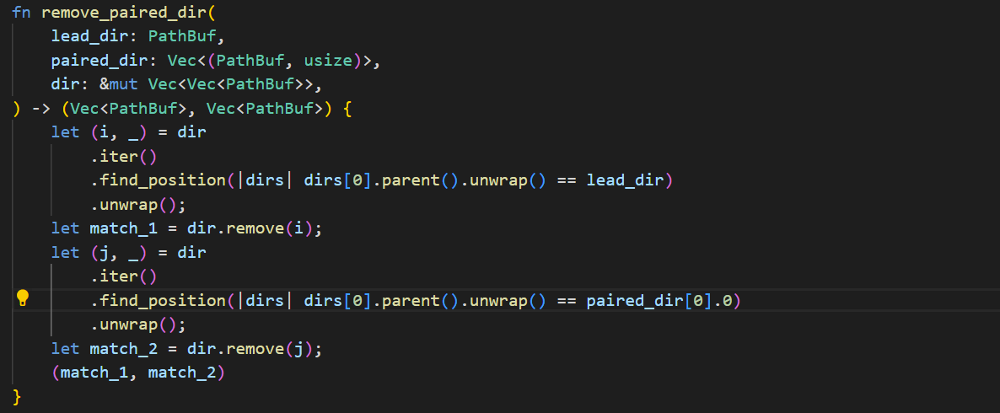 fn remove_paired_dir(
    lead_dir: PathBuf,
    paired_dir: Vec<(PathBuf, usize)>,
    dir: &mut Vec<Vec<PathBuf>>,
) -> (Vec<PathBuf>, Vec<PathBuf>) {
    let (i, _) = dir
        .iter()
        .find_position(|dirs| dirs[0].parent().unwrap() == lead_dir)
        .unwrap();
    let match_1 = dir.remove(i);
    let (j, _) = dir
        .iter()
        .find_position(|dirs| dirs[0].parent().unwrap() == paired_dir[0].0)
        .unwrap();
    let match_2 = dir.remove(j);
    (match_1, match_2)
}